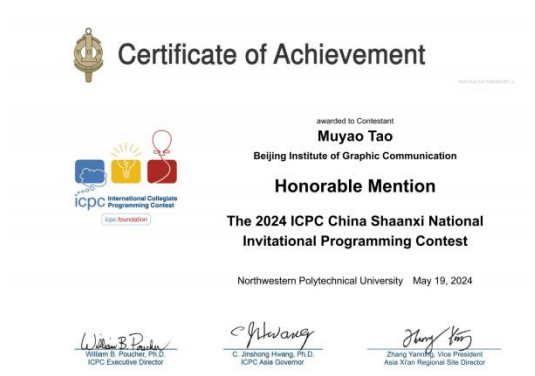 Certificate of Achievement
awarded to Contestant
Muyao Tao
Beijing Institute of Graphic Communication
Honorable Mention
The 2024 ICPC China Shaanxi National
Invitational Programming Contest
icpc International Collegiate
Programming Contest
icpc.foundation
Northwestern Polytechnical University May 19, 2024
William B. Poucher
William B. Poucher, Ph.D.
ICPC Executive Director
C. Jinshong Hwang, Ph.D.
ICPC Asia Governor
Zhang Yanning, Vice President
Asia Xi'an Regional Site Director